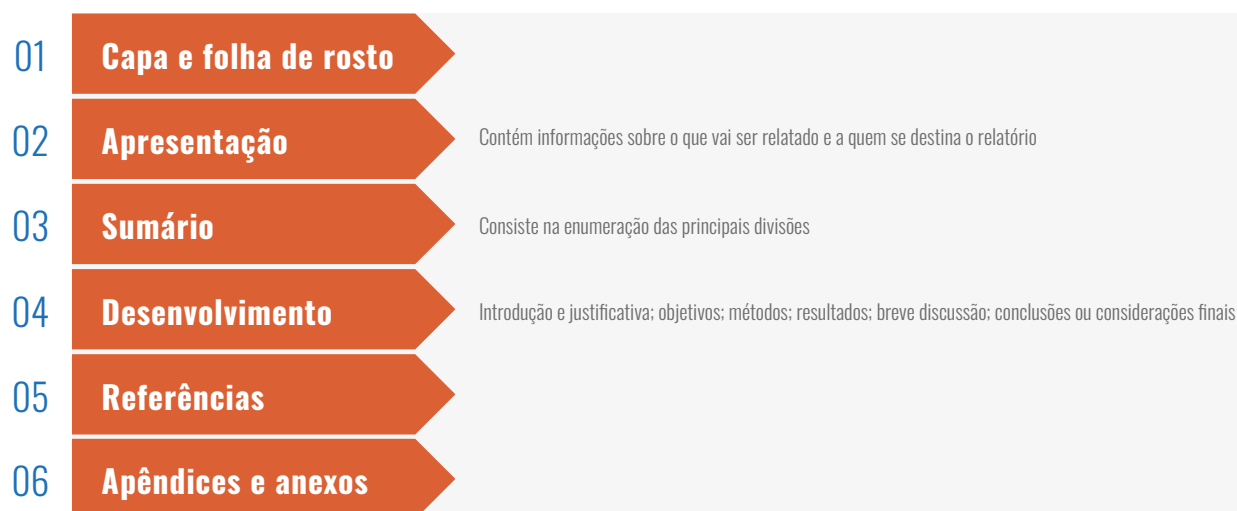 01 Capa e folha de rosto
02 Apresentação Contém informações sobre o que vai ser relatado e a quem se destina o relatório
03 Sumário Consiste na enumeração das principais divisões
04 Desenvolvimento Introdução e justificativa; objetivos; métodos; resultados; breve discussão; conclusões ou considerações finais
05 Referências
06 Apêndices e anexos